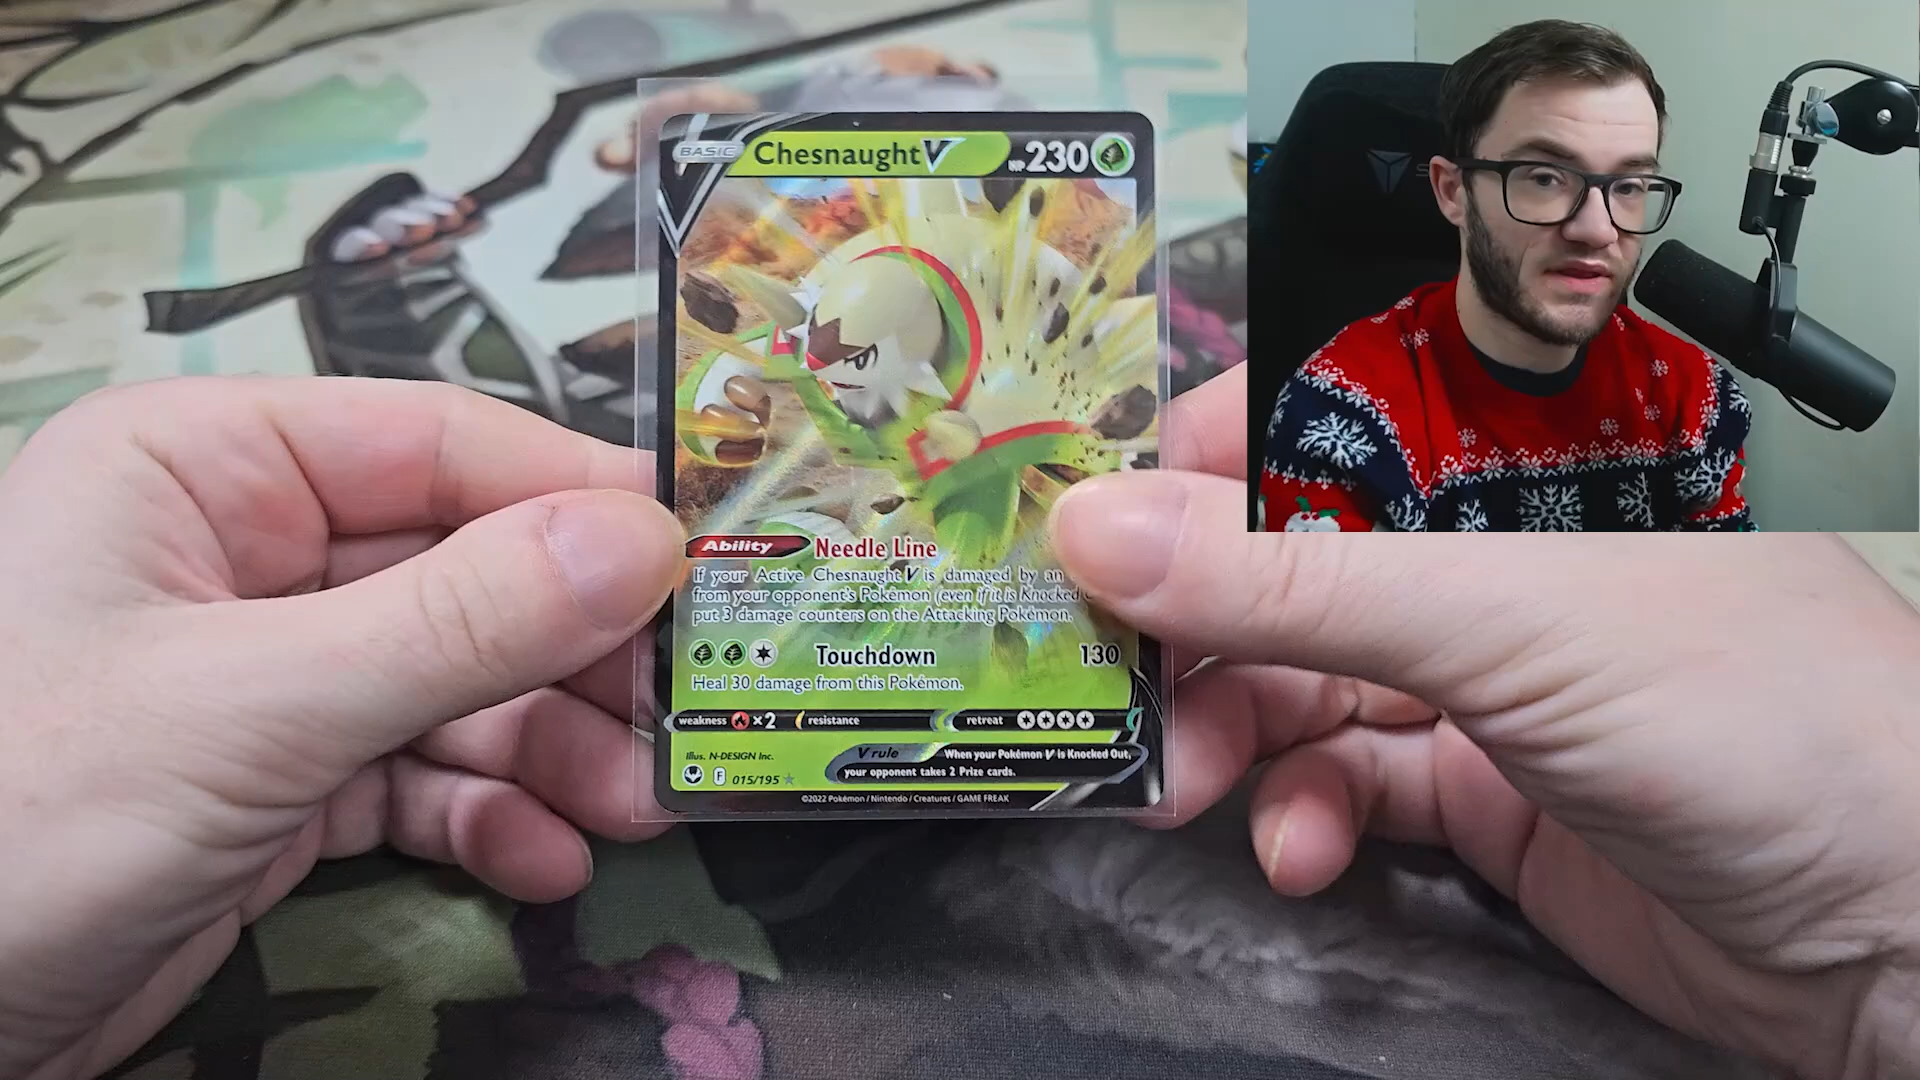 BASIC Chesnaught V HP 230
Ability Needle Line
If your Active Chesnaught V is damaged by an
from your opponent's Pokémon (even if it is Knocked
put 3 damage counters on the Attacking Pokémon.
Touchdown 130
Heal 30 damage from this Pokémon.
weakness ×2 resistance retreat
Illus. N-DESIGN Inc.
V rule When your Pokémon V is Knocked Out,
your opponent takes 2 Prize cards.
F 015/195
©2022 Pokémon / Nintendo / Creatures / GAME FREAK